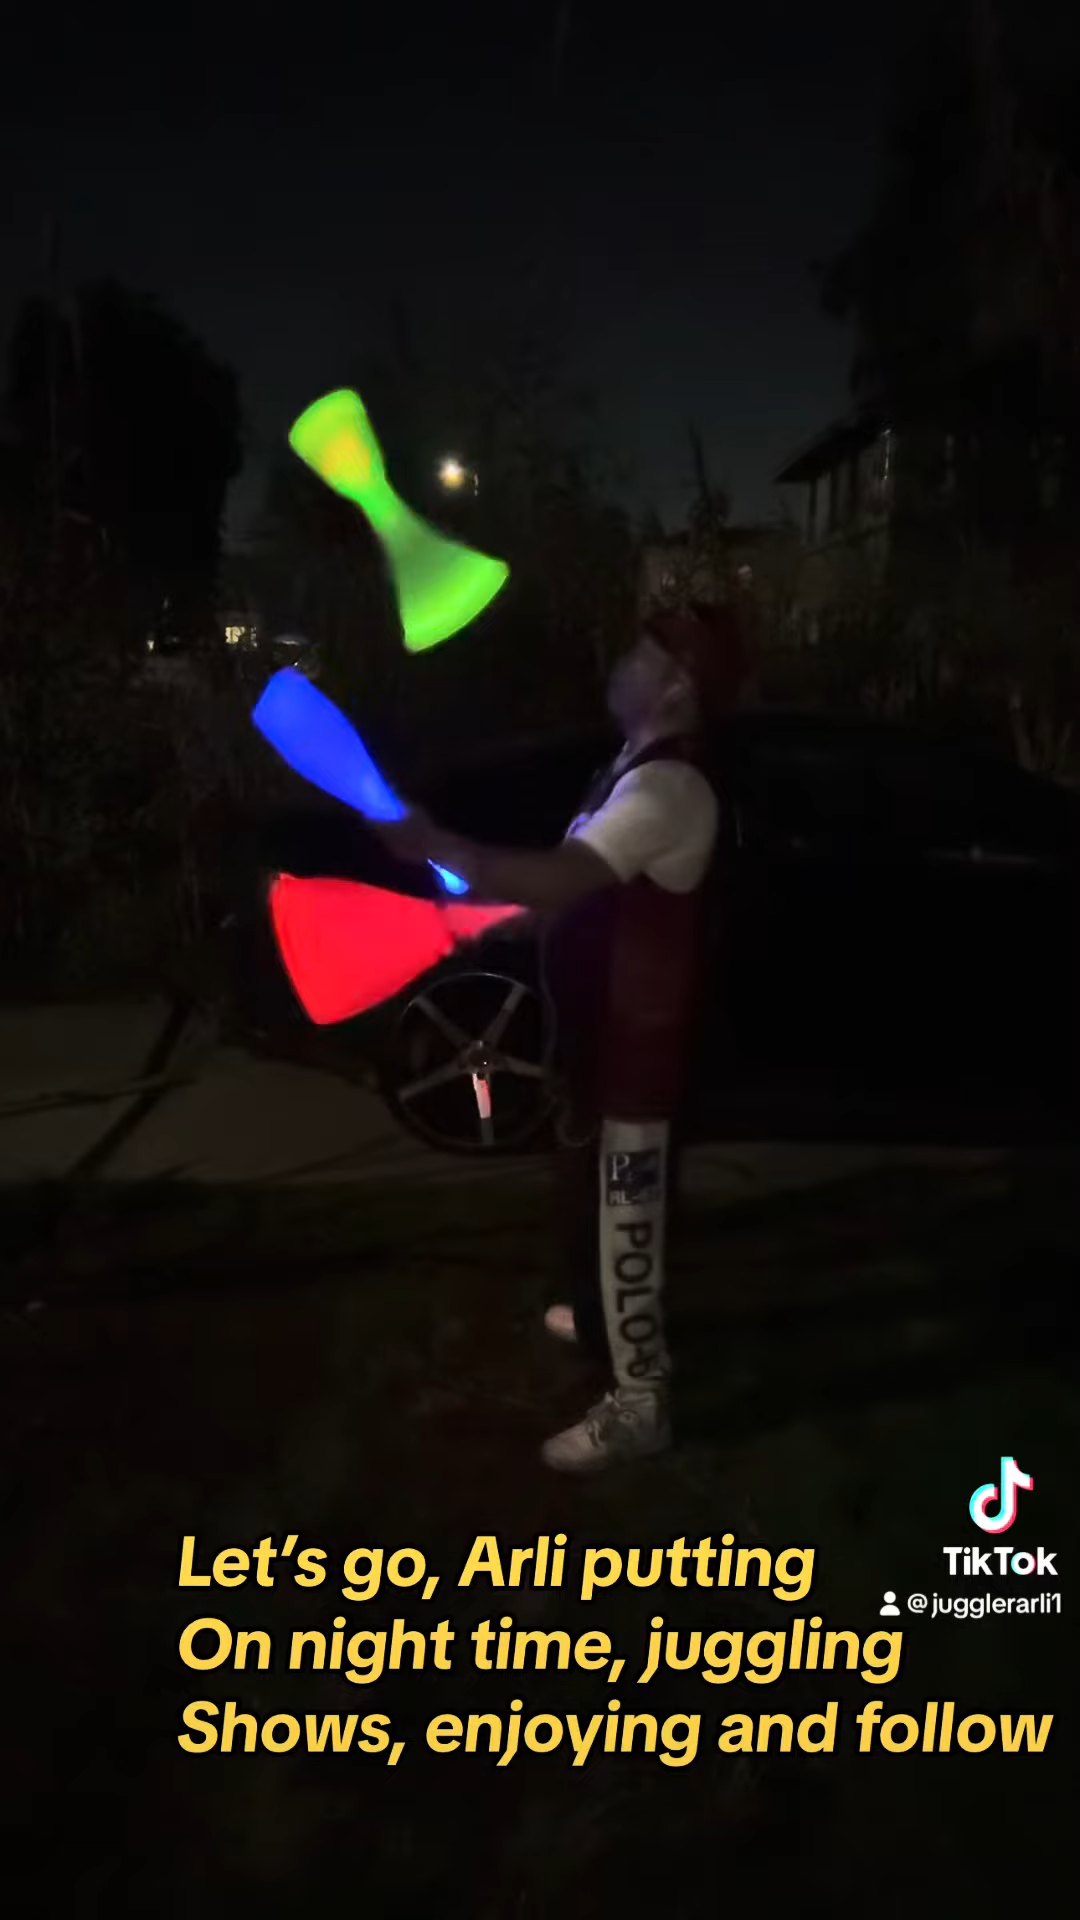 POLO
TikTok
@jugglerarli1
Let’s go, Arli putting
On night time, juggling
Shows, enjoying and follow